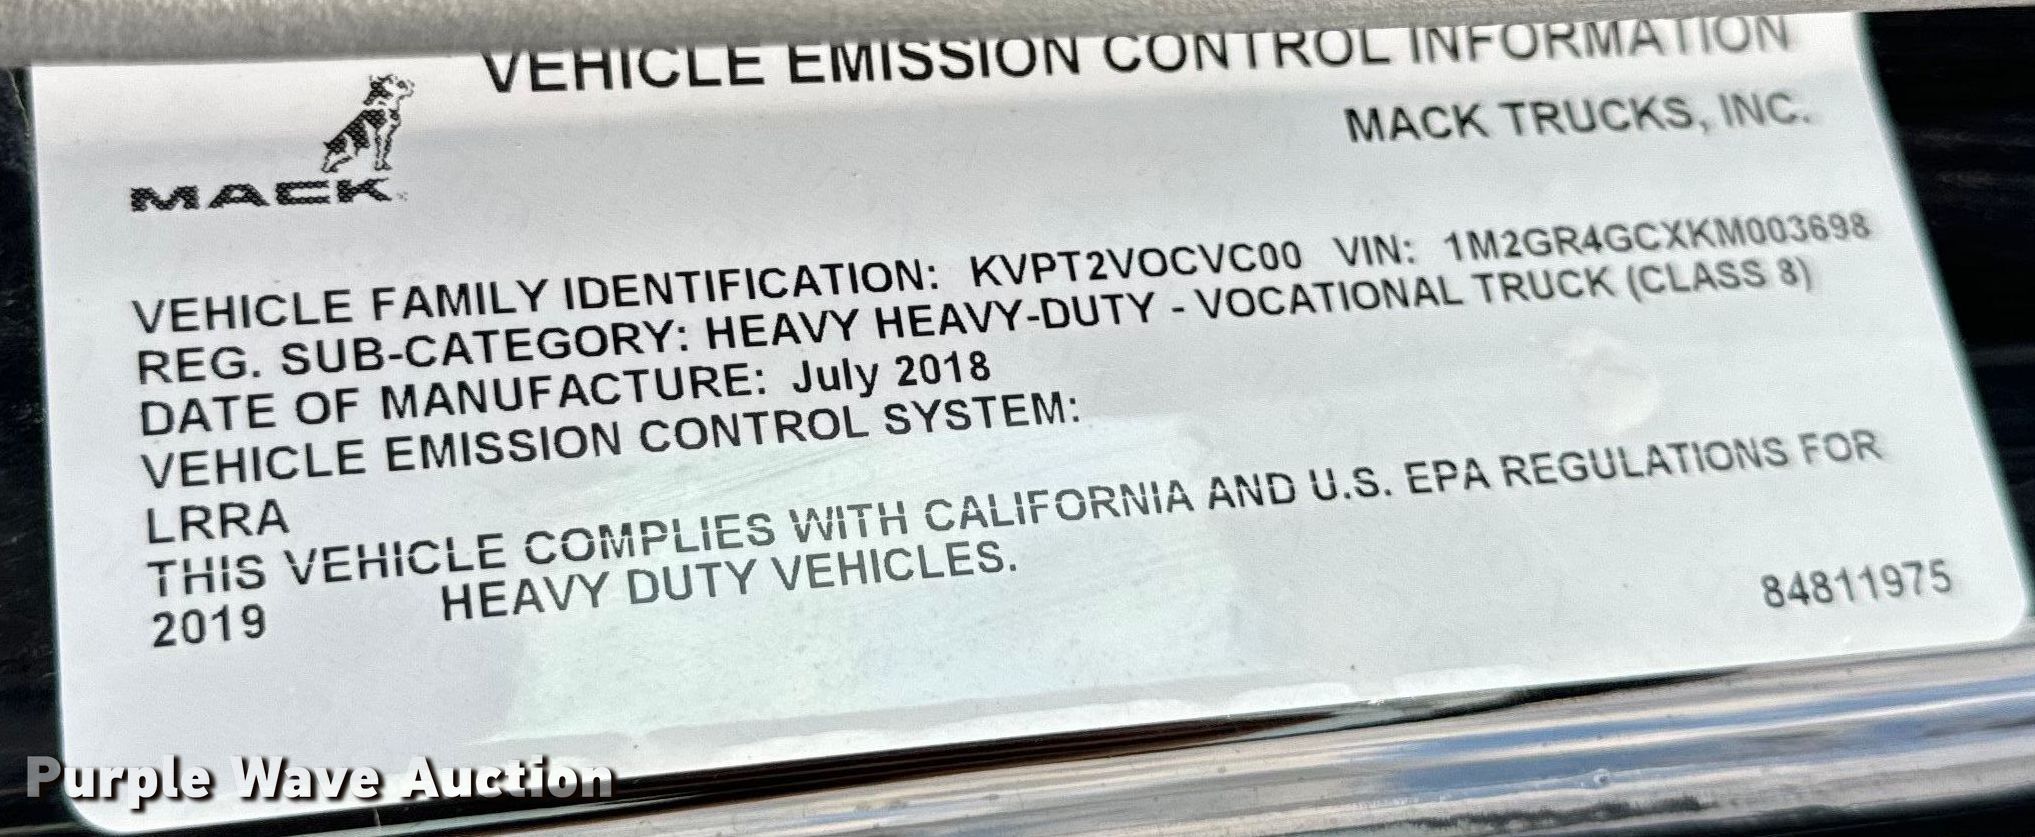 VEHICLE EMISSION CONTROL INFORMATION
MACK TRUCKS, INC.
MACK
VEHICLE FAMILY IDENTIFICATION: KVPT2VOCVC00 VIN: 1M2GR4GCXKM003698
REG. SUB-CATEGORY: HEAVY HEAVY-DUTY - VOCATIONAL TRUCK (CLASS 8)
DATE OF MANUFACTURE: July 2018
VEHICLE EMISSION CONTROL SYSTEM:
LRRA
THIS VEHICLE COMPLIES WITH CALIFORNIA AND U.S. EPA REGULATIONS FOR
2019 HEAVY DUTY VEHICLES.
84811975
Purple Wave Auction